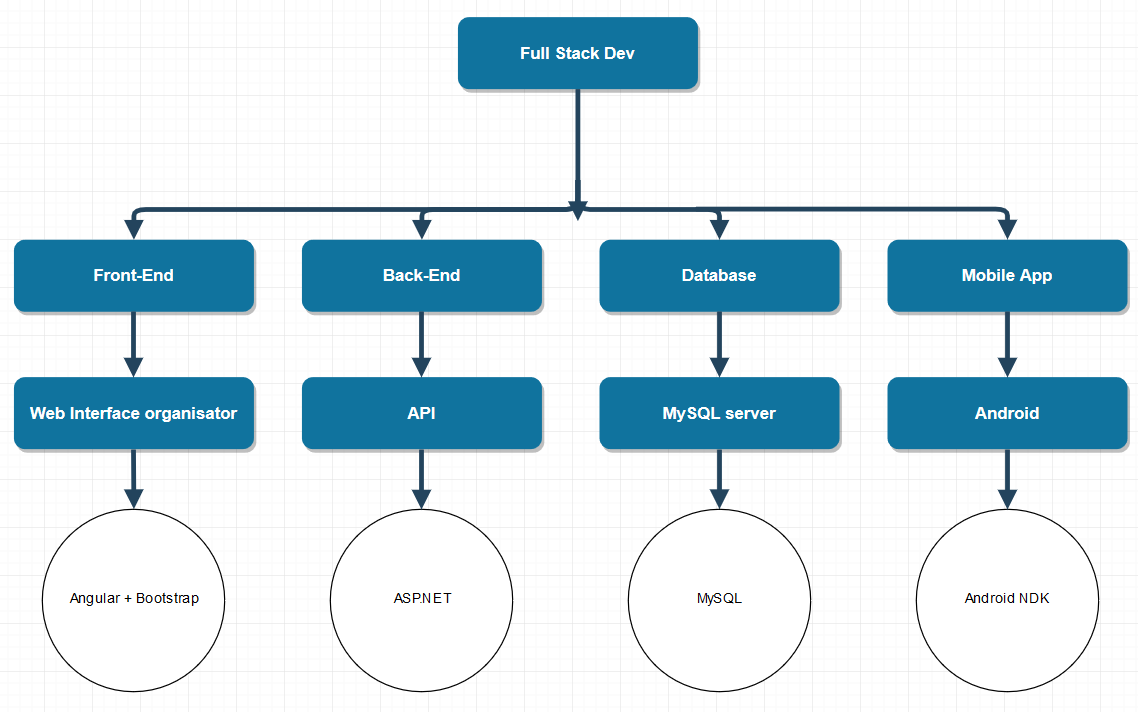 Full Stack Dev
Front-End
Back-End
Database
Mobile App
Web Interface organisator
API
MySQL server
Android
Angular + Bootstrap
ASP.NET
MySQL
Android NDK